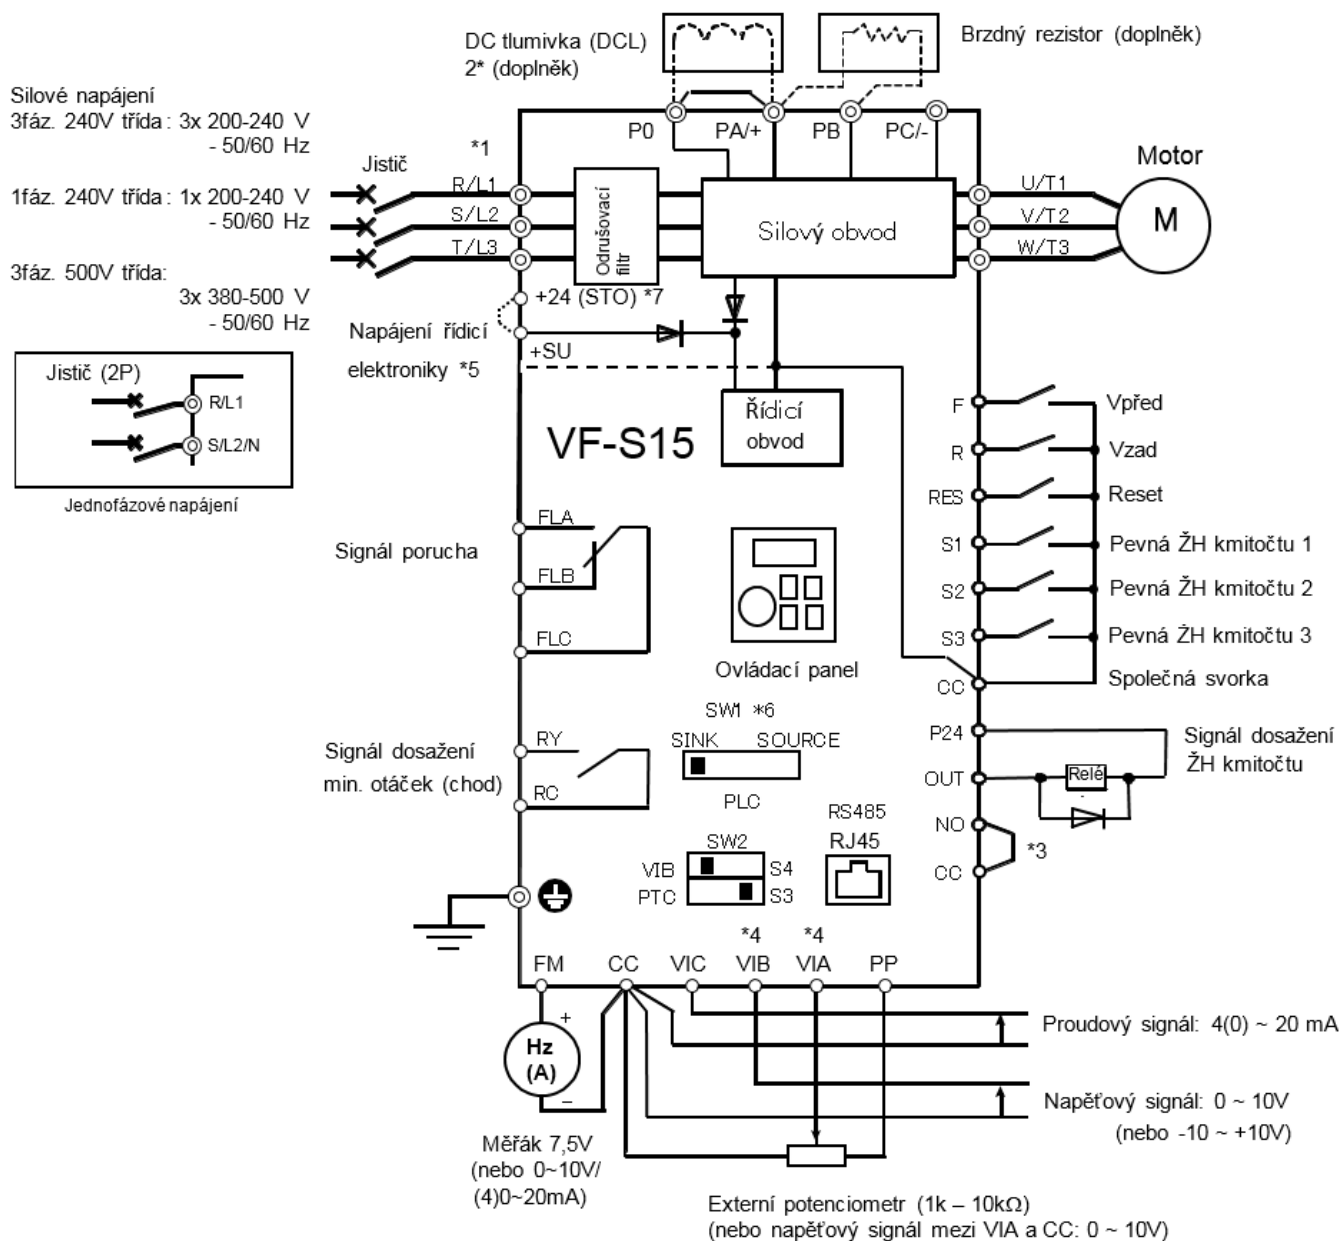 DC tlumivka (DCL)
2* (doplněk)
Brzdný rezistor (doplněk)
Silové napájení
3fáz. 240V třída : 3x 200-240 V
- 50/60 Hz
1fáz. 240V třída : 1x 200-240 V
- 50/60 Hz
3fáz. 500V třída:
3x 380-500 V
- 50/60 Hz
Jistič
*1
P0
PA/+
PB
PC/-
R/L1
S/L2
T/L3
Odrušovací
filtr
Silový obvod
U/T1
V/T2
W/T3
Motor
M
+24 (STO) *7
Napájení řídicí
elektroniky *5
+SU
Jistič (2P)
R/L1
S/L2/N
Jednofázové napájení
Řídicí
obvod
VF-S15
F
Vpřed
R
Vzad
RES
Reset
S1
Pevná ŽH kmitočtu 1
S2
Pevná ŽH kmitočtu 2
S3
Pevná ŽH kmitočtu 3
CC
Společná svorka
FLA
Signál porucha
FLB
FLC
Ovládací panel
SW1 *6
SINK
SOURCE
PLC
RY
Signál dosažení
min. otáček (chod)
RC
P24
Signál dosažení
ŽH kmitočtu
OUT
Relé
NO
*3
CC
RS485
RJ45
SW2
VIB
S4
PTC
S3
*4
*4
FM
CC
VIC
VIB
VIA
PP
+
Hz
(A)
–
Proudový signál: 4(0) ~ 20 mA
Napěťový signál: 0 ~ 10V
(nebo -10 ~ +10V)
Měřák 7,5V
(nebo 0~10V/
(4)0~20mA)
Externí potenciometr (1k – 10kΩ)
(nebo napěťový signál mezi VIA a CC: 0 ~ 10V)